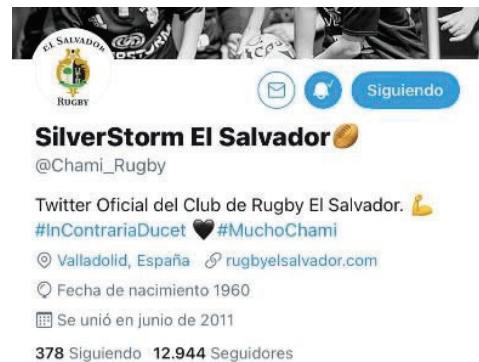 EL SALVADOR
RUGBY
Siguiendo
SilverStorm El Salvador🏉
@Chami_Rugby
Twitter Oficial del Club de Rugby El Salvador. 💪
#InContrariaDucet 🖤 #MuchoChami
Valladolid, España rugbyelsalvador.com
Fecha de nacimiento 1960
Se unió en junio de 2011
378 Siguiendo 12.944 Seguidores